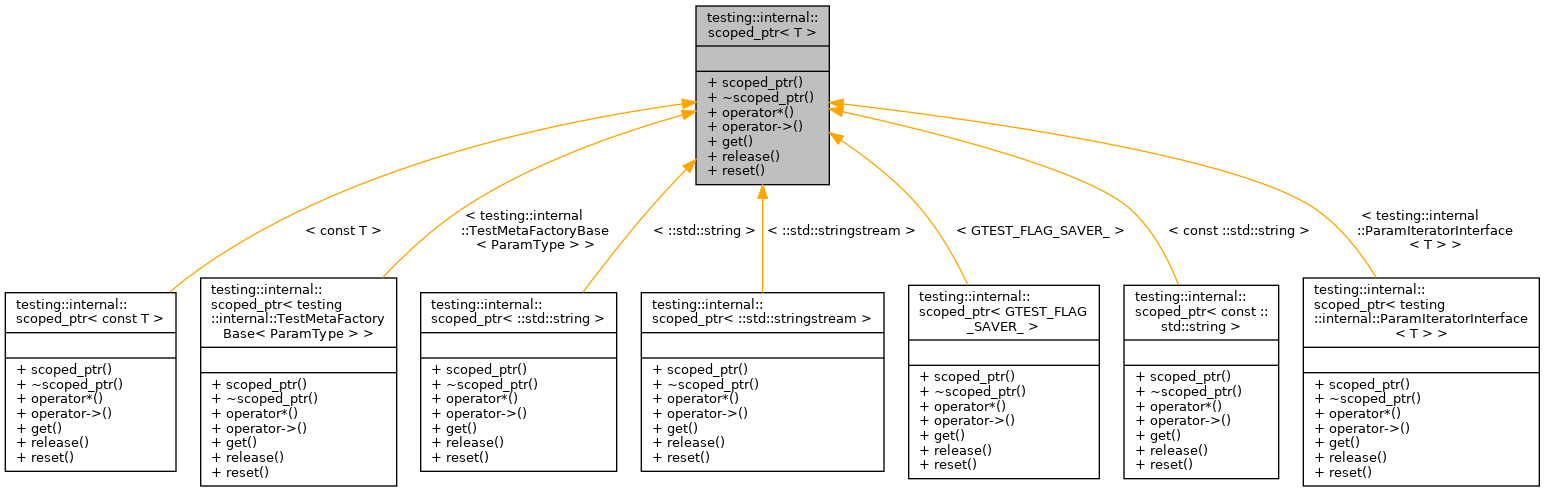 testing::internal::
scoped_ptr< T >
+ scoped_ptr()
+ ~scoped_ptr()
+ operator*()
+ operator->()
+ get()
+ release()
+ reset()
< const T >
< testing::internal
::TestMetaFactoryBase
< ParamType > >
< ::std::string >
< ::std::stringstream >
< GTEST_FLAG_SAVER_ >
< const ::std::string >
< testing::internal
::ParamIteratorInterface
< T > >
testing::internal::
scoped_ptr< const T >
+ scoped_ptr()
+ ~scoped_ptr()
+ operator*()
+ operator->()
+ get()
+ release()
+ reset()
testing::internal::
scoped_ptr< testing
::internal::TestMetaFactory
Base< ParamType > >
+ scoped_ptr()
+ ~scoped_ptr()
+ operator*()
+ operator->()
+ get()
+ release()
+ reset()
testing::internal::
scoped_ptr< ::std::string >
+ scoped_ptr()
+ ~scoped_ptr()
+ operator*()
+ operator->()
+ get()
+ release()
+ reset()
testing::internal::
scoped_ptr< ::std::stringstream >
+ scoped_ptr()
+ ~scoped_ptr()
+ operator*()
+ operator->()
+ get()
+ release()
+ reset()
testing::internal::
scoped_ptr< GTEST_FLAG
_SAVER_ >
+ scoped_ptr()
+ ~scoped_ptr()
+ operator*()
+ operator->()
+ get()
+ release()
+ reset()
testing::internal::
scoped_ptr< const ::
std::string >
+ scoped_ptr()
+ ~scoped_ptr()
+ operator*()
+ operator->()
+ get()
+ release()
+ reset()
testing::internal::
scoped_ptr< testing
::internal::ParamIteratorInterface
< T > >
+ scoped_ptr()
+ ~scoped_ptr()
+ operator*()
+ operator->()
+ get()
+ release()
+ reset()